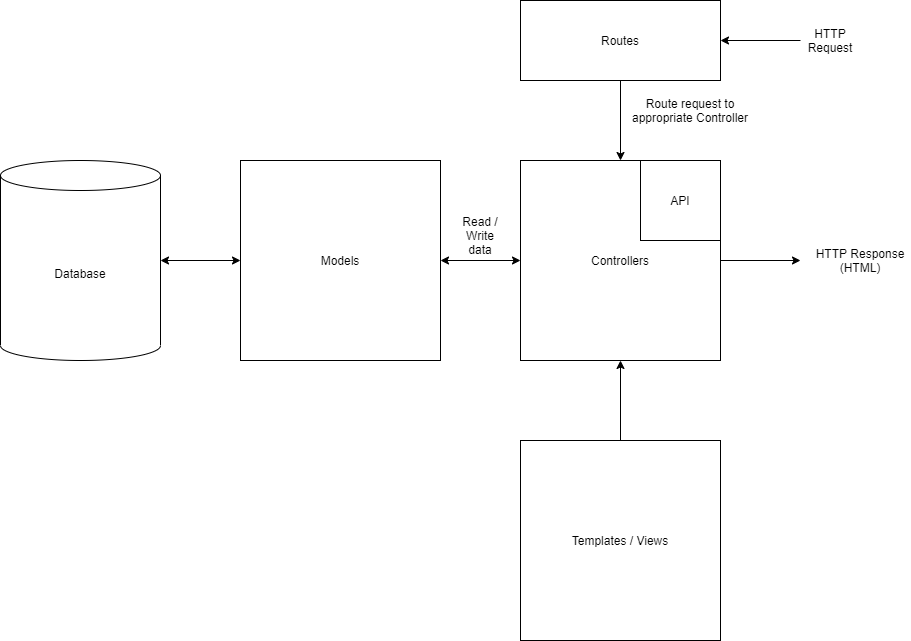 Routes
HTTP
Request
Route request to
appropriate Controller
API
Read /
Write
data
Database
Models
Controllers
HTTP Response
(HTML)
Templates / Views